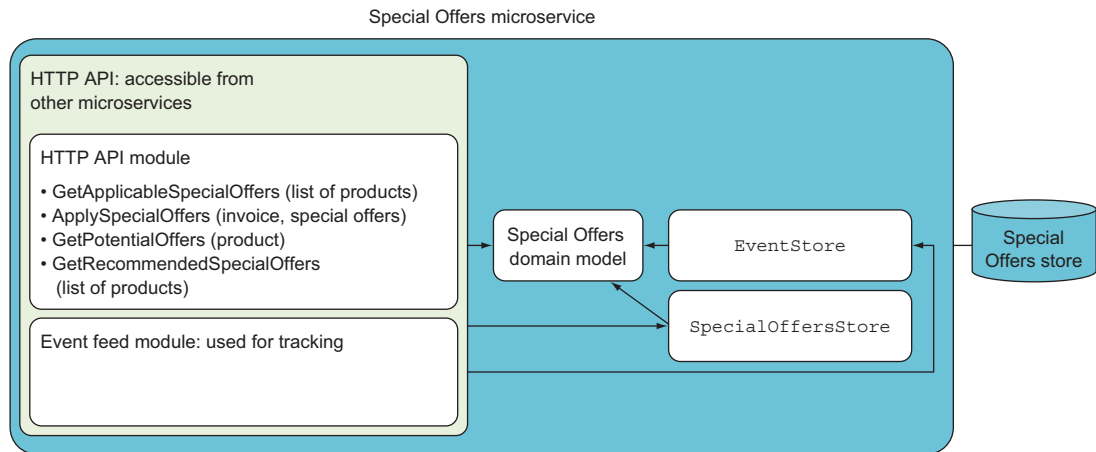 Special Offers microservice
HTTP API: accessible from
other microservices
HTTP API module
• GetApplicableSpecialOffers (list of products)
• ApplySpecialOffers (invoice, special offers)
• GetPotentialOffers (product)
• GetRecommendedSpecialOffers
(list of products)
Event feed module: used for tracking
Special Offers
domain model
EventStore
SpecialOffersStore
Special
Offers store